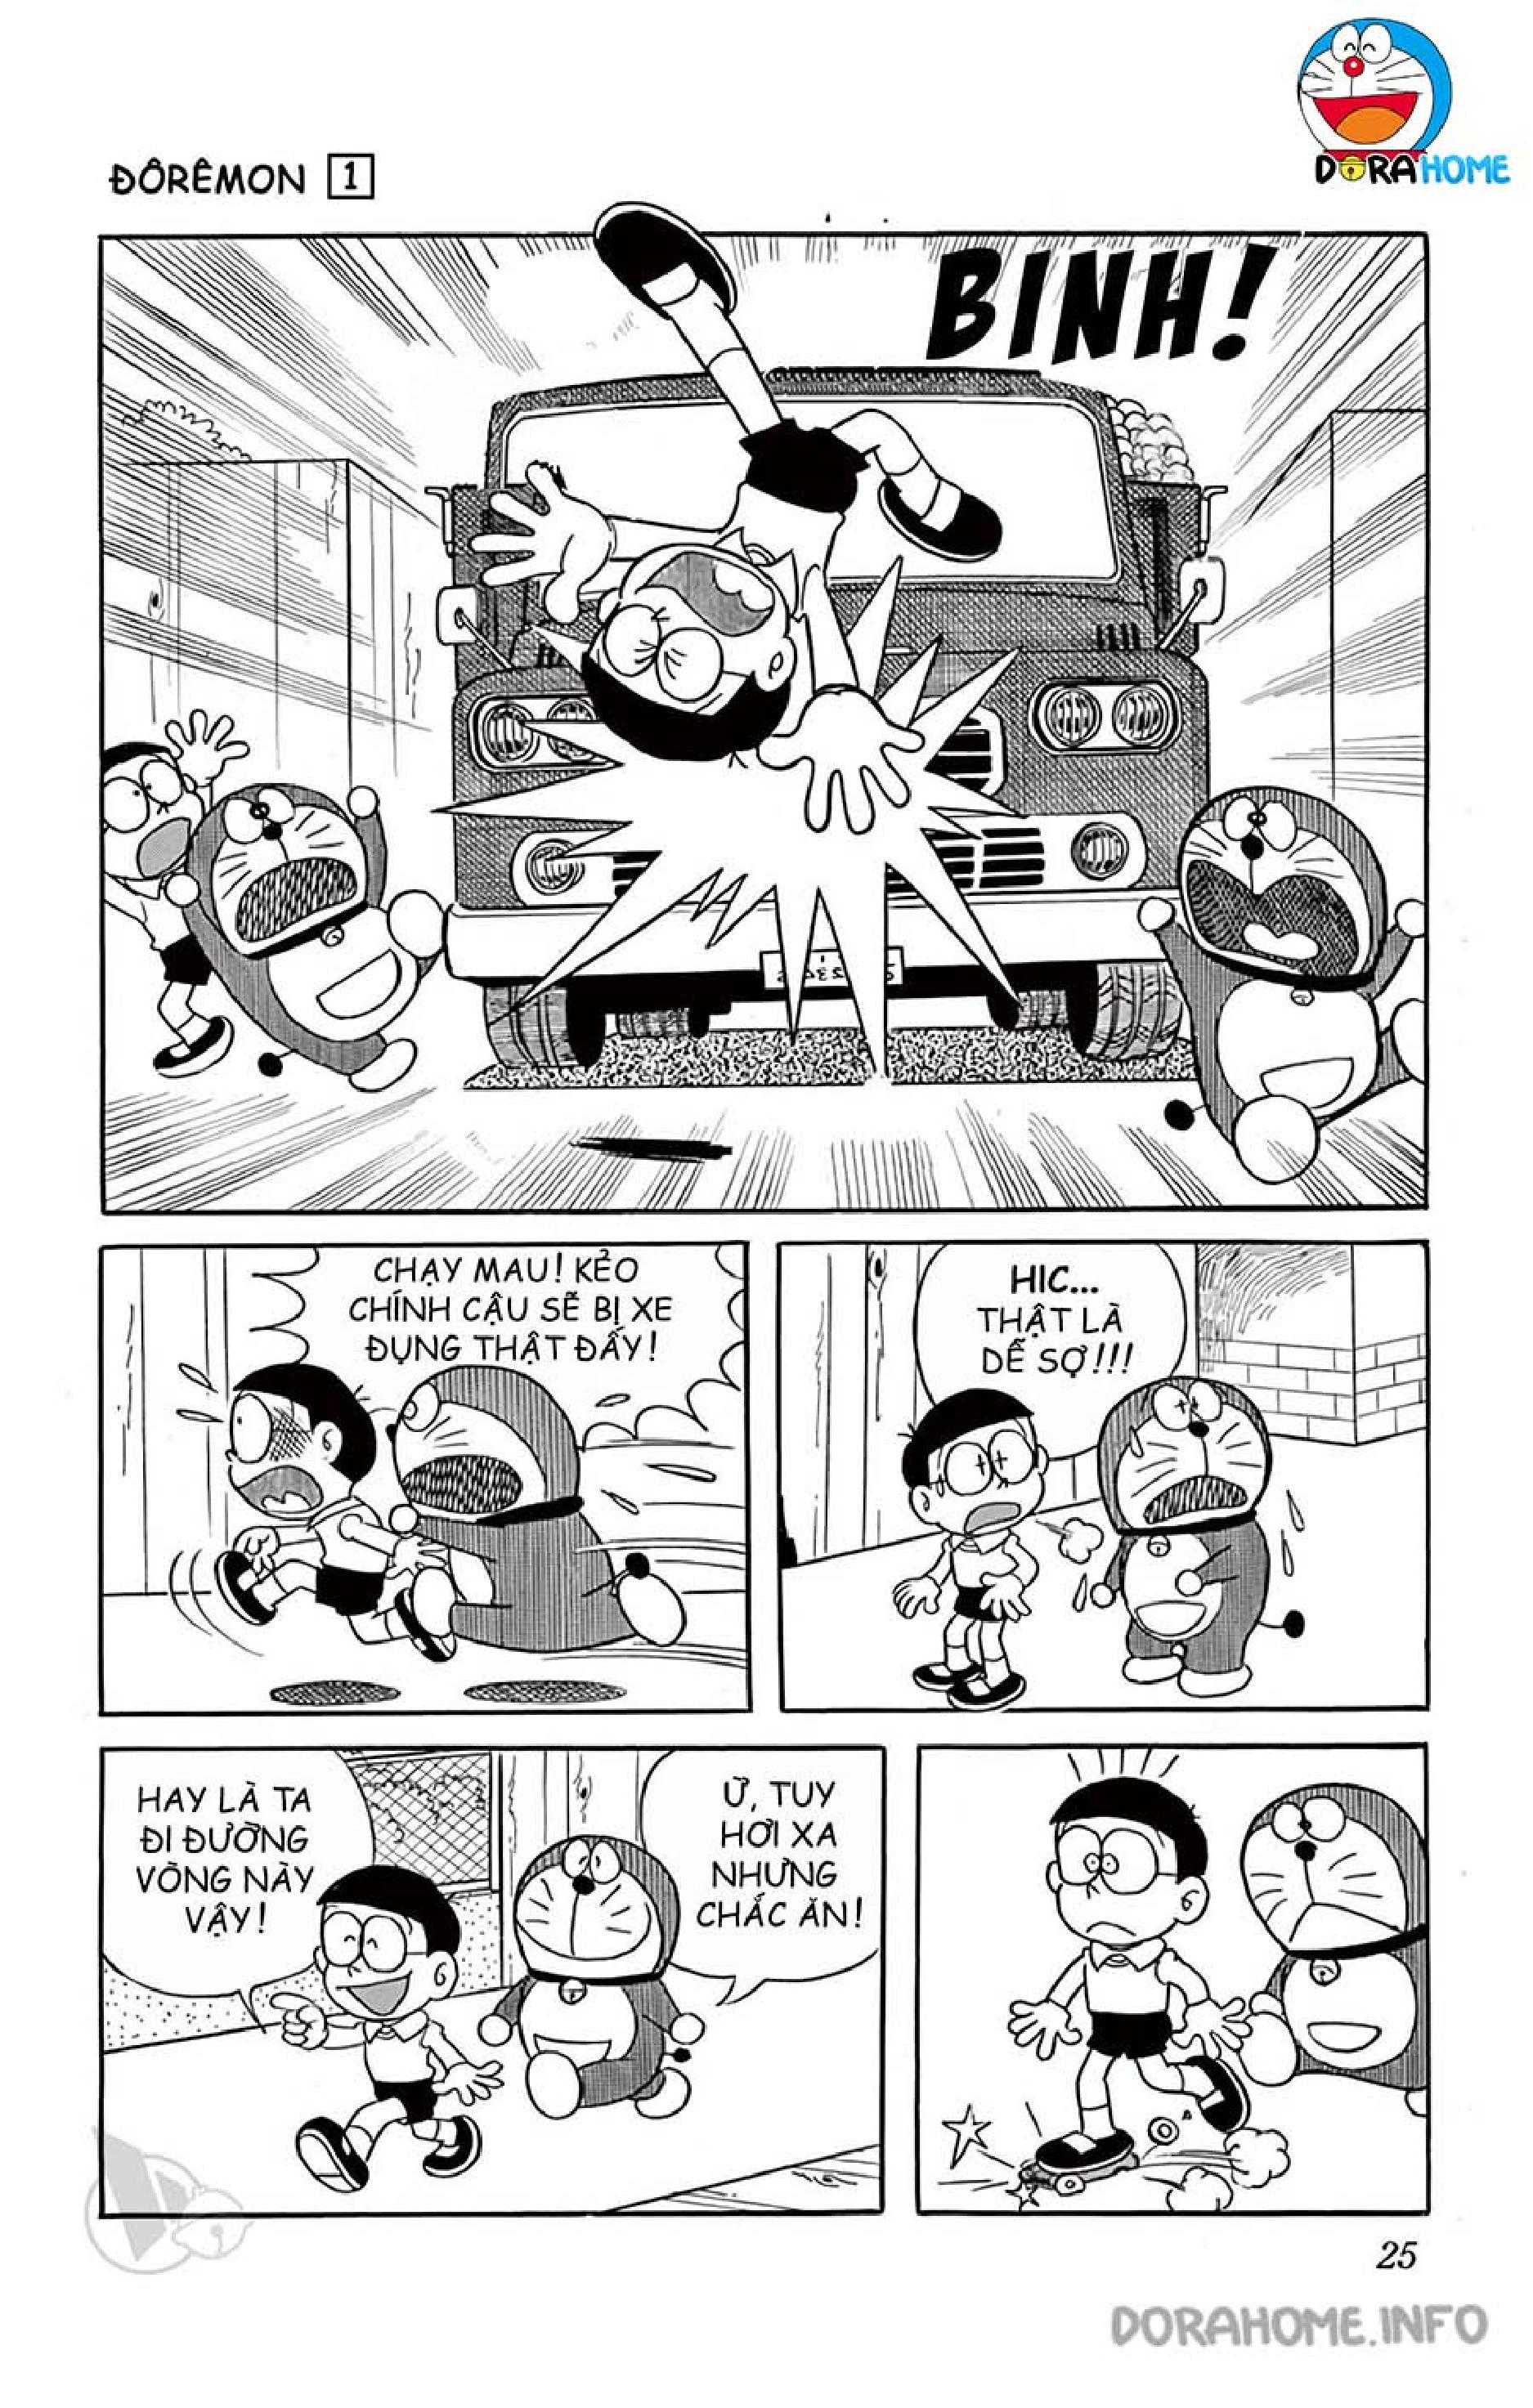 DORAHOME
ĐÔRÊMON 1
BINH!
CHẠY MAU! KẺO
CHÍNH CẬU SẼ BỊ XE
ĐỤNG THẬT ĐẤY!
HIC...
THẬT LÀ
DỄ SỢ!!!
HAY LÀ TA
ĐI ĐƯỜNG
VÒNG NÀY
VẬY!
Ừ, TUY
HƠI XA
NHƯNG
CHẮC ĂN!
25
DORAHOME.INFO